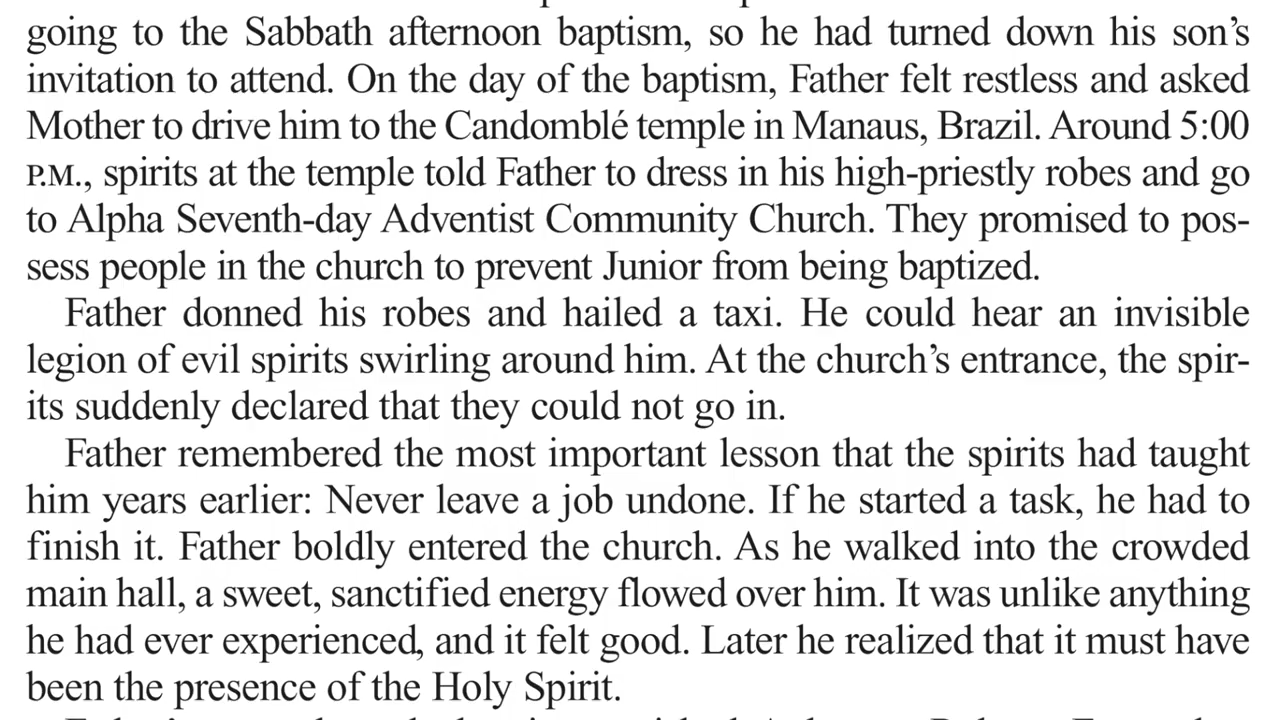 going to the Sabbath afternoon baptism, so he had turned down his son’s
invitation to attend. On the day of the baptism, Father felt restless and asked
Mother to drive him to the Candomblé temple in Manaus, Brazil. Around 5:00
P.M., spirits at the temple told Father to dress in his high-priestly robes and go
to Alpha Seventh-day Adventist Community Church. They promised to pos-
sess people in the church to prevent Junior from being baptized.
Father donned his robes and hailed a taxi. He could hear an invisible
legion of evil spirits swirling around him. At the church’s entrance, the spir-
its suddenly declared that they could not go in.
Father remembered the most important lesson that the spirits had taught
him years earlier: Never leave a job undone. If he started a task, he had to
finish it. Father boldly entered the church. As he walked into the crowded
main hall, a sweet, sanctified energy flowed over him. It was unlike anything
he had ever experienced, and it felt good. Later he realized that it must have
been the presence of the Holy Spirit.